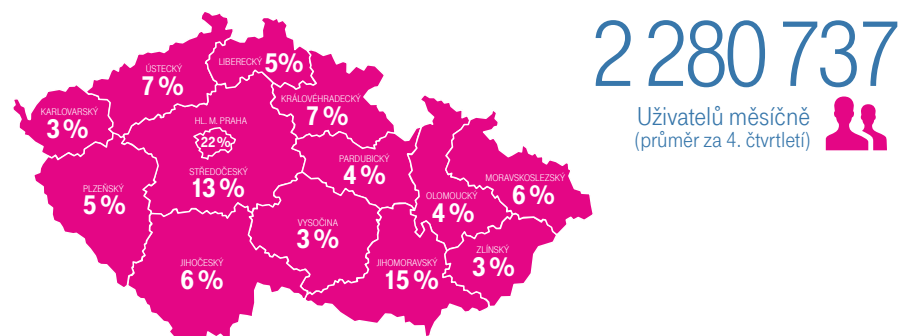 2 280 737
Uživatelů měsíčně
(průměr za 4. čtvrtletí)
LIBERECKÝ 5%
ÚSTECKÝ
7 %
KRÁLOVÉHRADECKÝ
7 %
KARLOVARSKÝ
3 %
HL. M. PRAHA
22 %
STŘEDOČESKÝ
13 %
PARDUBICKÝ
4 %
MORAVSKOSLEZSKÝ
6 %
PLZEŇSKÝ
5 %
OLOMOUCKÝ
4 %
VYSOČINA
3 %
ZLÍNSKÝ
3 %
JIHOČESKÝ
6 %
JIHOMORAVSKÝ
15 %